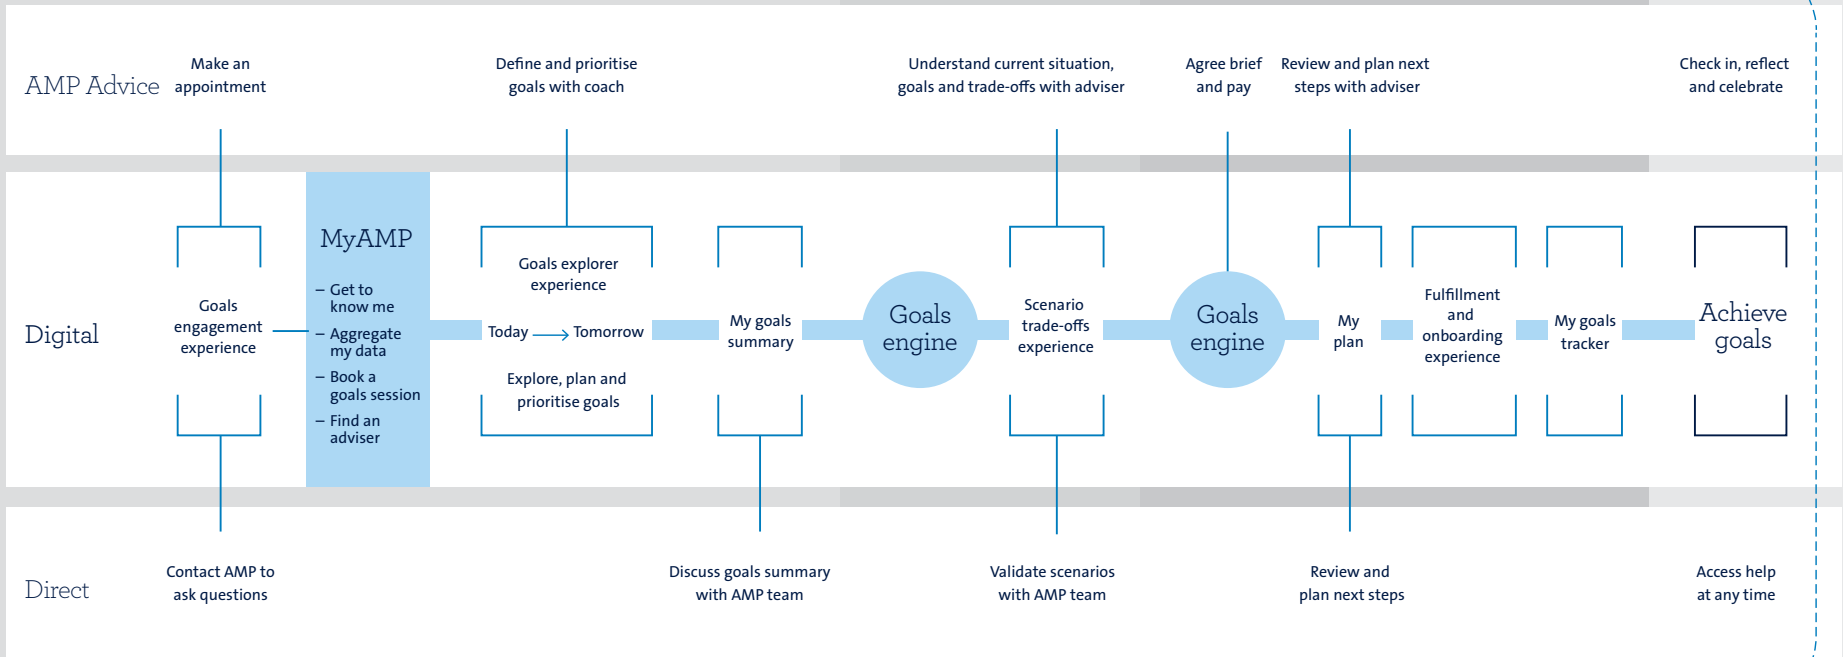 AMP Advice
Make an
appointment
Define and prioritise
goals with coach
Understand current situation,
goals and trade-offs with adviser
Agree brief
and pay
Review and plan next
steps with adviser
Check in, reflect
and celebrate
Digital
Goals
engagement
experience
MyAMP
– Get to
know me
– Aggregate
my data
– Book a
goals session
– Find an
adviser
Goals explorer
experience
Today → Tomorrow
Explore, plan and
prioritise goals
My goals
summary
Goals
engine
Scenario
trade-offs
experience
Goals
engine
My
plan
Fulfillment
and
onboarding
experience
My goals
tracker
Achieve
goals
Direct
Contact AMP to
ask questions
Discuss goals summary
with AMP team
Validate scenarios
with AMP team
Review and
plan next steps
Access help
at any time